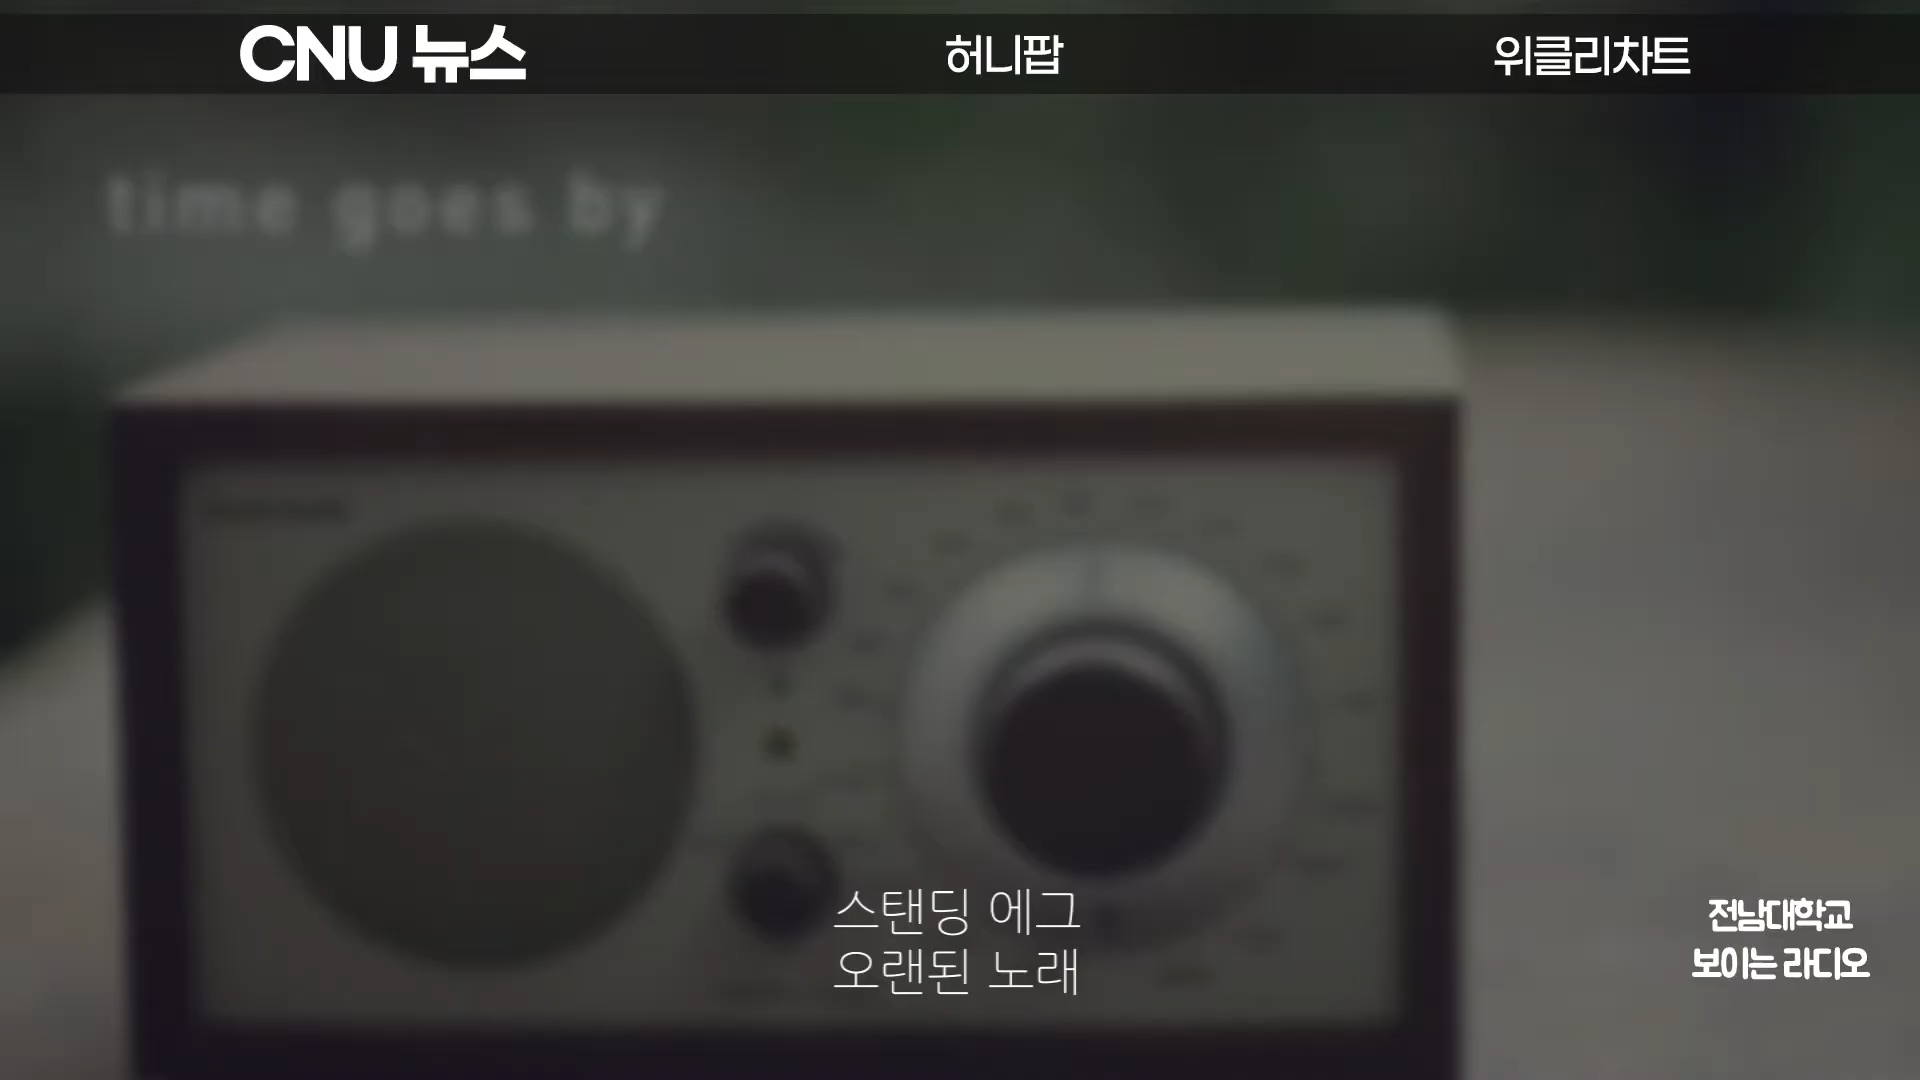 CNU 뉴스
허니팝
위클리차트
time goes by
스탠딩 에그
오랜된 노래
전남대학교
보이는 라디오